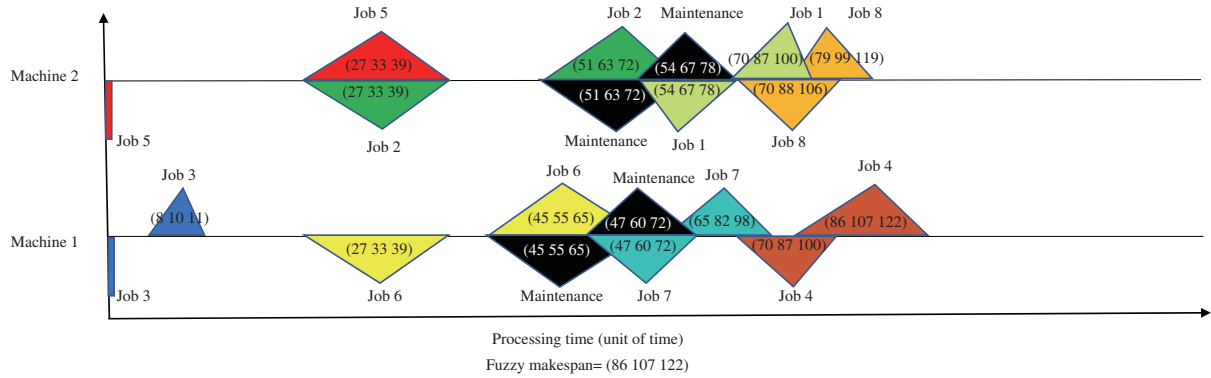 Job 5
Job 2
Maintenance
Job 1
Job 8
Machine 2
(27 33 39)
(51 63 72)
(54 67 78)
(70 87 100)
(79 99 119)
(27 33 39)
(51 63 72)
(54 67 78)
(70 88 106)
Job 5
Job 2
Maintenance
Job 1
Job 8
Job 3
Job 6
Maintenance
Job 7
Job 4
Machine 1
(8 10 11)
(45 55 65)
(47 60 72)
(65 82 98)
(86 107 122)
(27 33 39)
(45 55 65)
(47 60 72)
(70 87 100)
Job 3
Job 6
Maintenance
Job 7
Job 4
Processing time (unit of time)
Fuzzy makespan= (86 107 122)